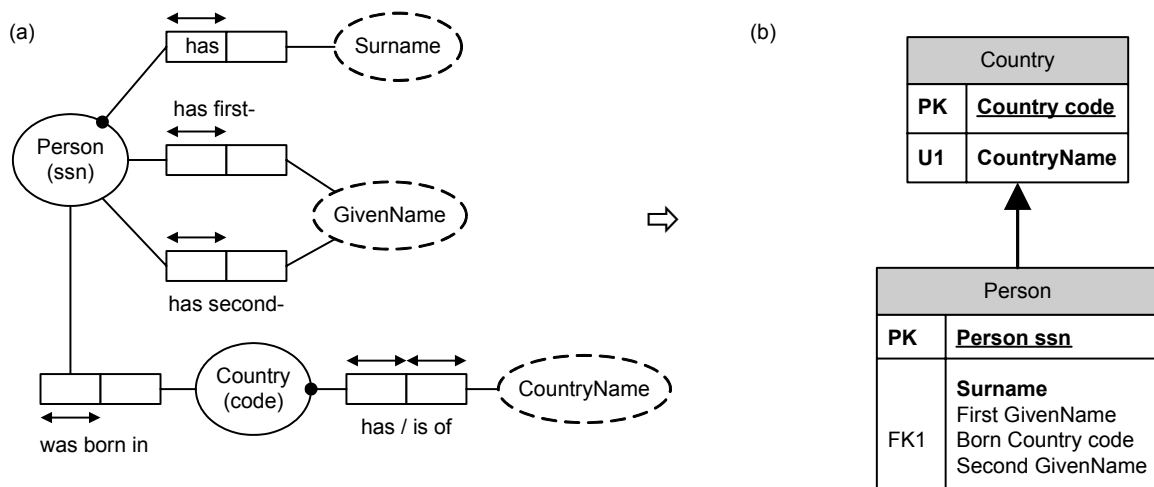 (a)
has
Surname
has first-
Person
(ssn)
GivenName
has second-
Country
(code)
CountryName
was born in
has / is of
(b)
Country
PK Country code
U1 CountryName
Person
PK Person ssn
Surname
First GivenName
FK1 Born Country code
Second GivenName